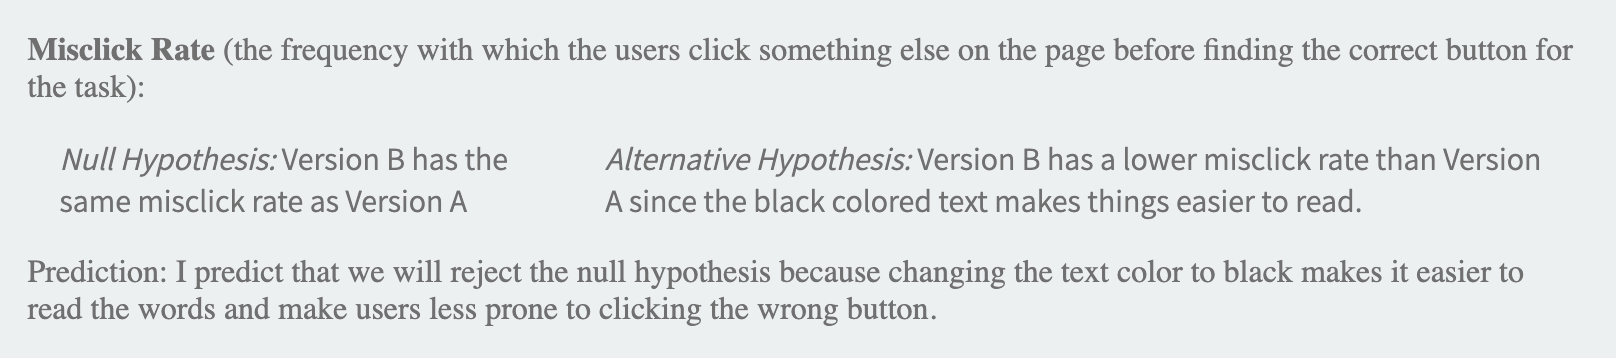 Misclick Rate (the frequency with which the users click something else on the page before finding the correct button for
the task):
Null Hypothesis: Version B has the
same misclick rate as Version A
Alternative Hypothesis: Version B has a lower misclick rate than Version
A since the black colored text makes things easier to read.
Prediction: I predict that we will reject the null hypothesis because changing the text color to black makes it easier to
read the words and make users less prone to clicking the wrong button.